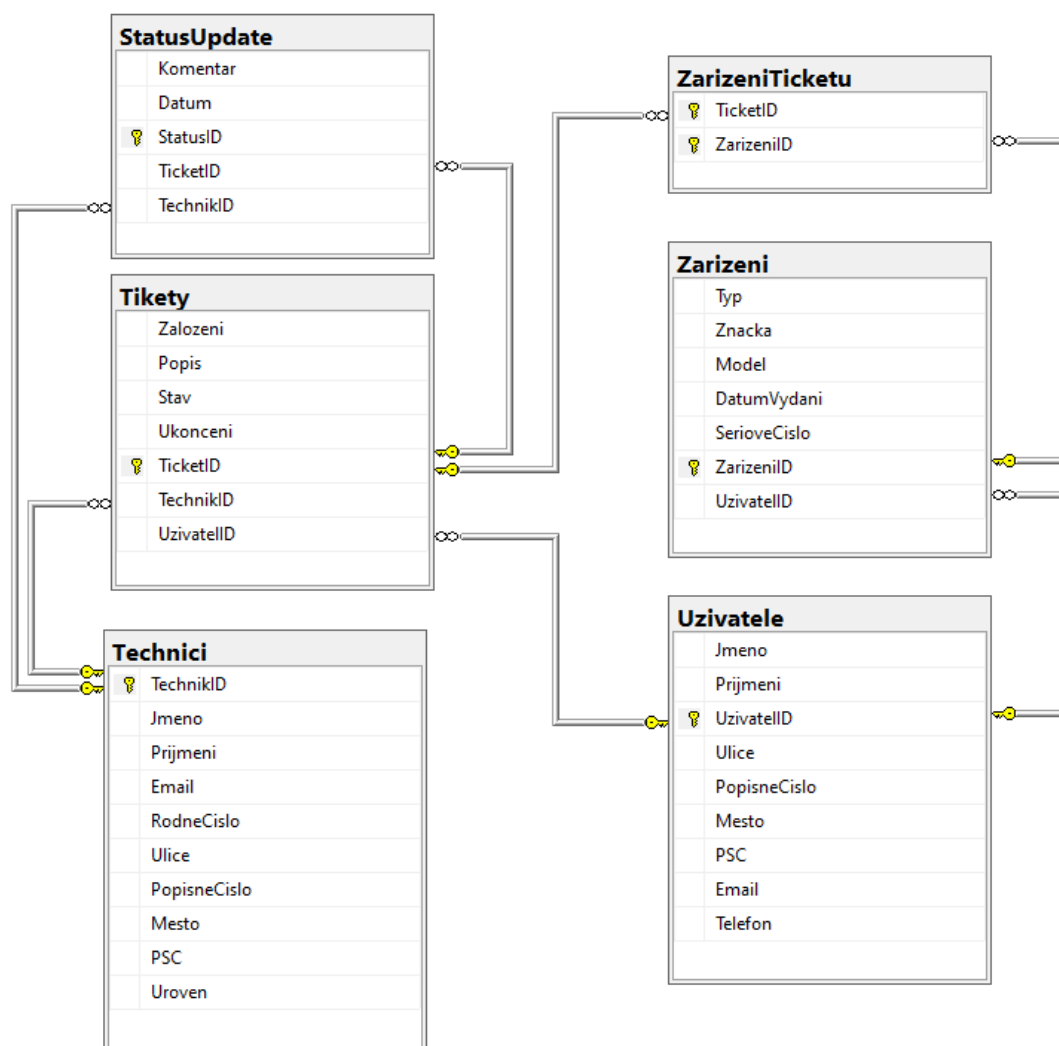 StatusUpdate
Komentar
Datum
StatusID
TicketID
TechnikID
Tikety
Zalozeni
Popis
Stav
Ukonceni
TicketID
TechnikID
UzivatelID
Technici
TechnikID
Jmeno
Prijmeni
Email
RodneCislo
Ulice
PopisneCislo
Mesto
PSC
Uroven
ZarizeniTicketu
TicketID
ZarizeniID
Zarizeni
Typ
Znacka
Model
DatumVydani
SerioveCislo
ZarizeniID
UzivatelID
Uzivatele
Jmeno
Prijmeni
UzivatelID
Ulice
PopisneCislo
Mesto
PSC
Email
Telefon